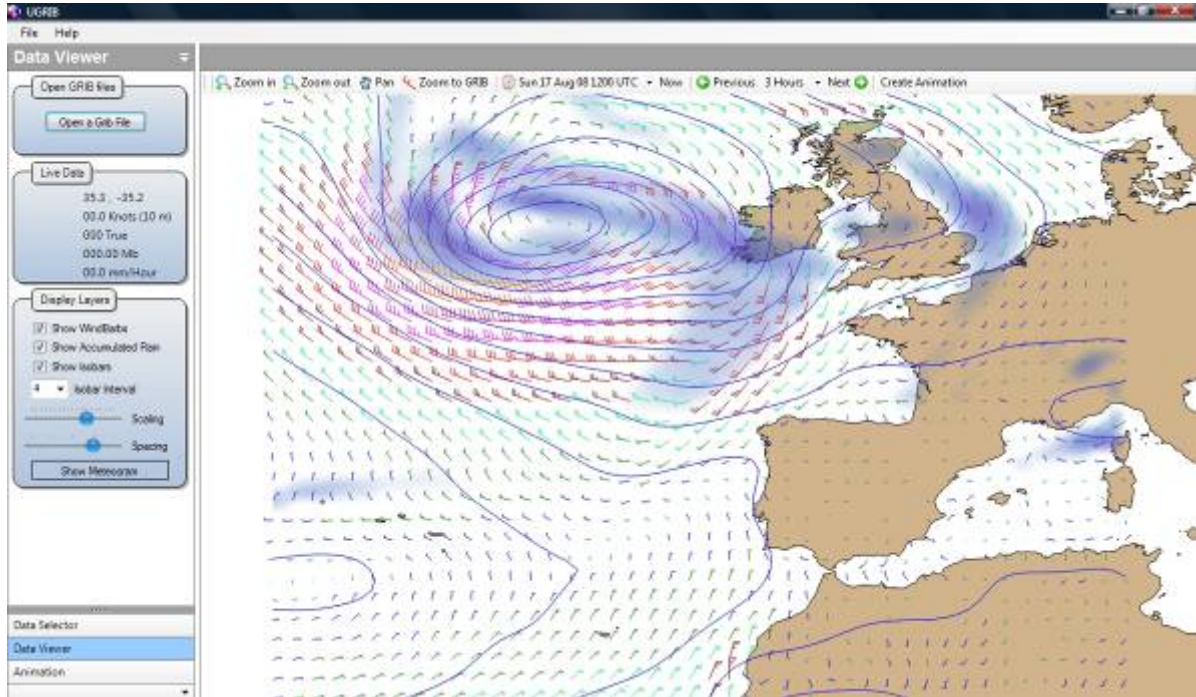 UGRIB
File Help
Data Viewer
Zoom in Zoom out Pan Zoom to GRIB Sun 17 Aug 08 1200 UTC Now Previous 3 Hours Next Create Animation
Open GRIB files
Open a Grib File
Live Data
35.3 , -35.2
00.0 Knots (10 m)
000 True
000.00 Mb
00.0 mm/Hour
Display Layers
Show WindBarbs
Show Accumulated Rain
Show Isobars
4 Isobar Interval
Scaling
Spacing
Show Meteogram
Data Selector
Data Viewer
Animation